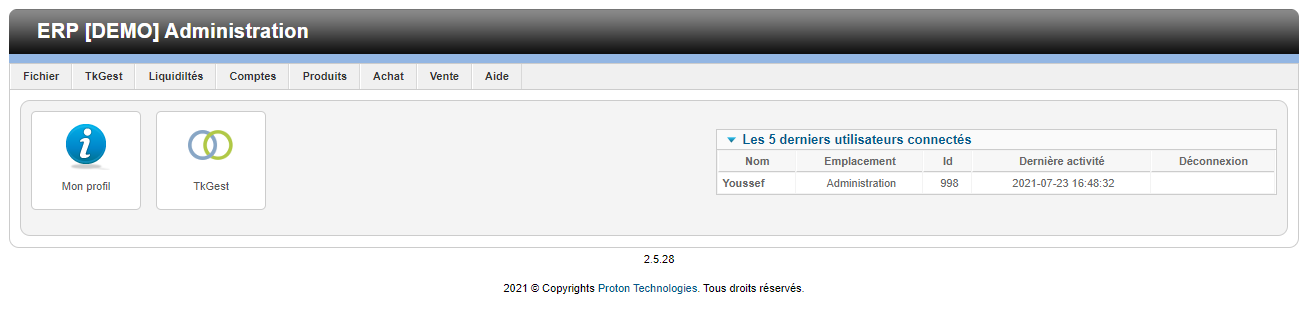 ERP [DEMO] Administration
Fichier TkGest Liquidiltés Comptes Produits Achat Vente Aide
Mon profil TkGest
Les 5 derniers utilisateurs connectés
Nom Emplacement Id Dernière activité Déconnexion
Youssef Administration 998 2021-07-23 16:48:32
2.5.28
2021 © Copyrights Proton Technologies. Tous droits réservés.